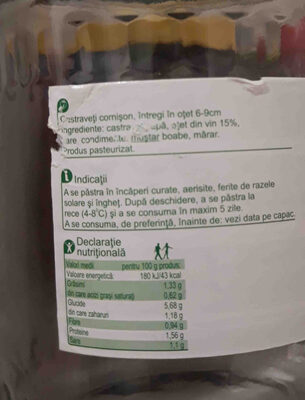 Castraveți cornișon, întregi în oțet 6-9cm
Ingrediente: apă, oțet din vin 15%,
sare, condimente, muștar boabe, mărar.
Produs pasteurizat.
Indicații
A se păstra în încăperi curate, aerisite, ferite de razele
solare și îngheț. După deschidere, a se păstra la
rece (4-8°C) și a se consuma în maxim 5 zile.
A se consuma, de preferință, înainte de: vezi data pe capac.
Declarație
nutrițională
Valori medii pentru 100 g produs:
Valoare energetică: 180 kJ/43 kcal
Grăsimi 1,33 g
din care acizi grași saturați 0,62 g
Glucide 5,68 g
din care zaharuri 1,18 g
Fibre 0,94 g
Proteine 1,56 g
Sare 1,1 g